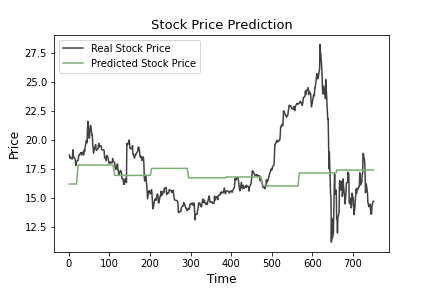 Stock Price Prediction
Real Stock Price
Predicted Stock Price
Price
27.5
25.0
22.5
20.0
17.5
15.0
12.5
0 100 200 300 400 500 600 700
Time